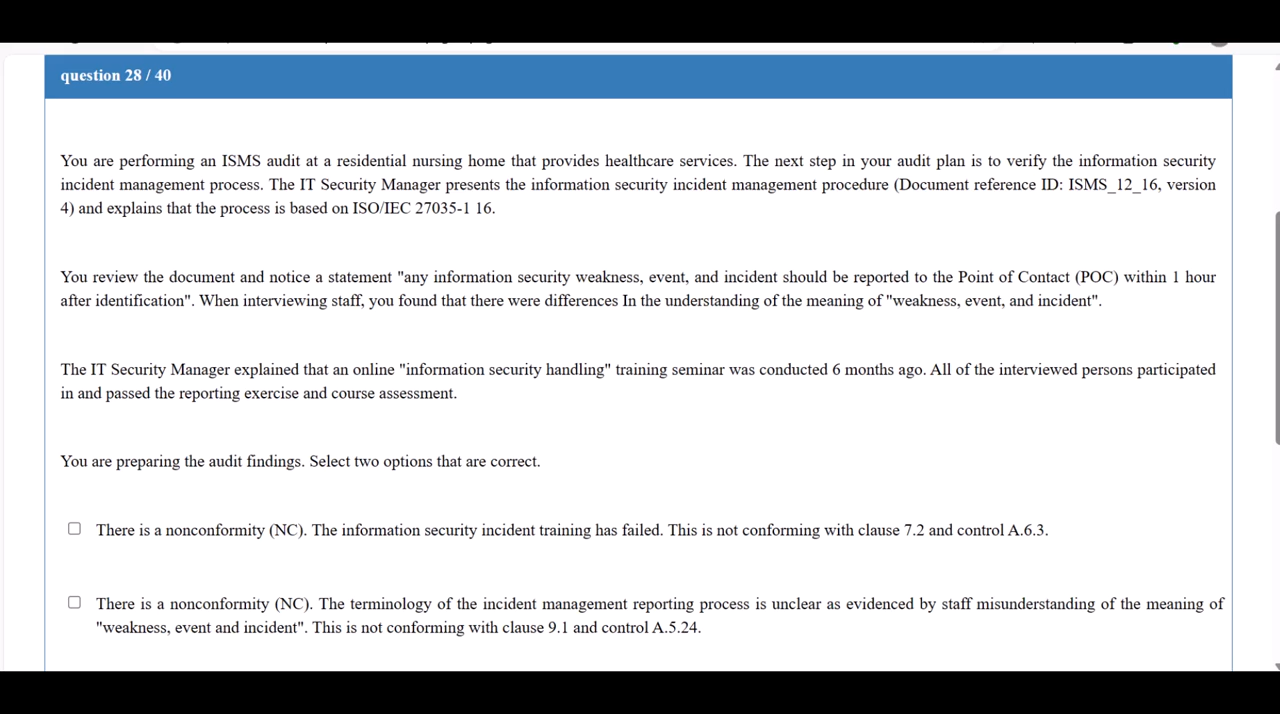 question 28 / 40
You are performing an ISMS audit at a residential nursing home that provides healthcare services. The next step in your audit plan is to verify the information security
incident management process. The IT Security Manager presents the information security incident management procedure (Document reference ID: ISMS_12_16, version
4) and explains that the process is based on ISO/IEC 27035-1 16.
You review the document and notice a statement "any information security weakness, event, and incident should be reported to the Point of Contact (POC) within 1 hour
after identification". When interviewing staff, you found that there were differences In the understanding of the meaning of "weakness, event, and incident".
The IT Security Manager explained that an online "information security handling" training seminar was conducted 6 months ago. All of the interviewed persons participated
in and passed the reporting exercise and course assessment.
You are preparing the audit findings. Select two options that are correct.
There is a nonconformity (NC). The information security incident training has failed. This is not conforming with clause 7.2 and control A.6.3.
There is a nonconformity (NC). The terminology of the incident management reporting process is unclear as evidenced by staff misunderstanding of the meaning of
"weakness, event and incident". This is not conforming with clause 9.1 and control A.5.24.